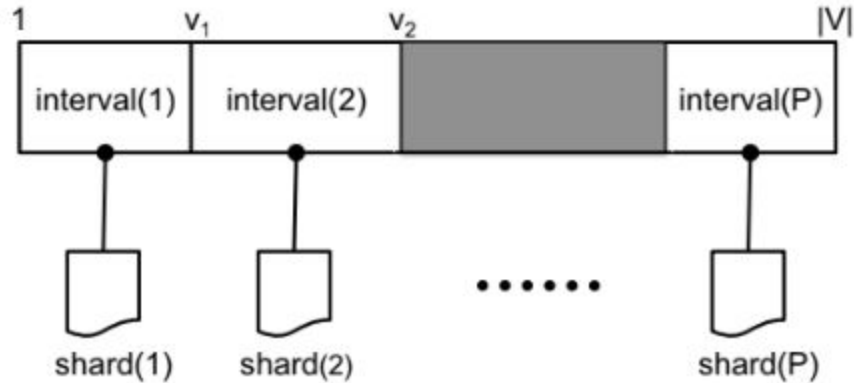 1 v₁ v₂ |V|
interval(1) interval(2) interval(P)
shard(1) shard(2) shard(P)